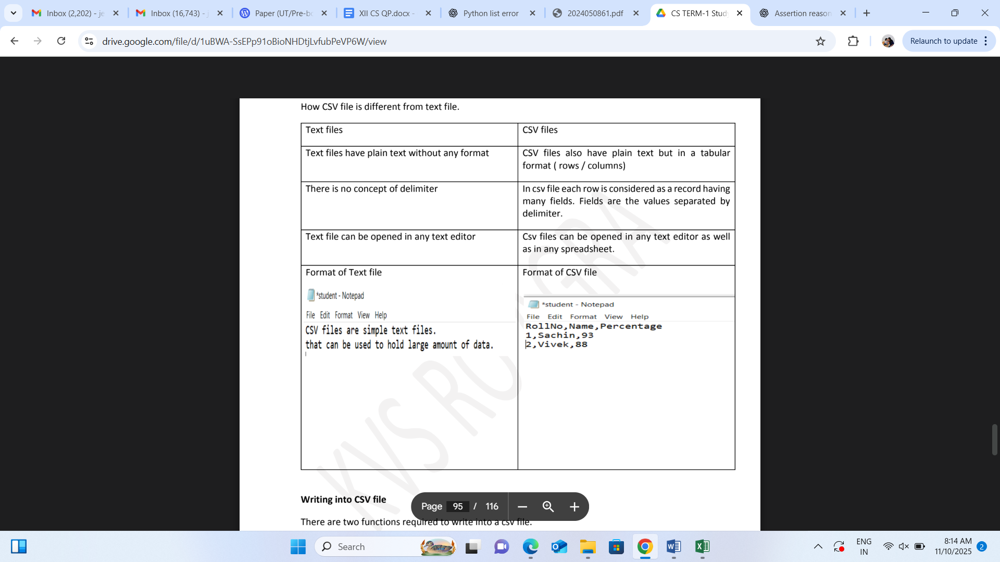 Inbox (2,202) - je
Inbox (16,743) - j
Paper (UT/Pre-bo
XII CS QP.docx -
Python list error
2024050861.pdf
CS TERM-1 Stud
Assertion reason
drive.google.com/file/d/1uBWA-SsEPp91oBioNHDtjLvfubPeVP6W/view
Relaunch to update
How CSV file is different from text file.
Text files
CSV files
Text files have plain text without any format
CSV files also have plain text but in a tabular
format ( rows / columns)
There is no concept of delimiter
In csv file each row is considered as a record having
many fields. Fields are the values separated by
delimiter.
Text file can be opened in any text editor
Csv files can be opened in any text editor as well
as in any spreadsheet.
Format of Text file
*student - Notepad
File Edit Format View Help
CSV files are simple text files.
that can be used to hold large amount of data.
Format of CSV file
*student - Notepad
File Edit Format View Help
RollNo,Name,Percentage
1,Sachin,93
2,Vivek,88
Writing into CSV file
Page 95 / 116
There are two functions required to write into a csv file.
Search
ENG
IN
8:14 AM
11/10/2025
2